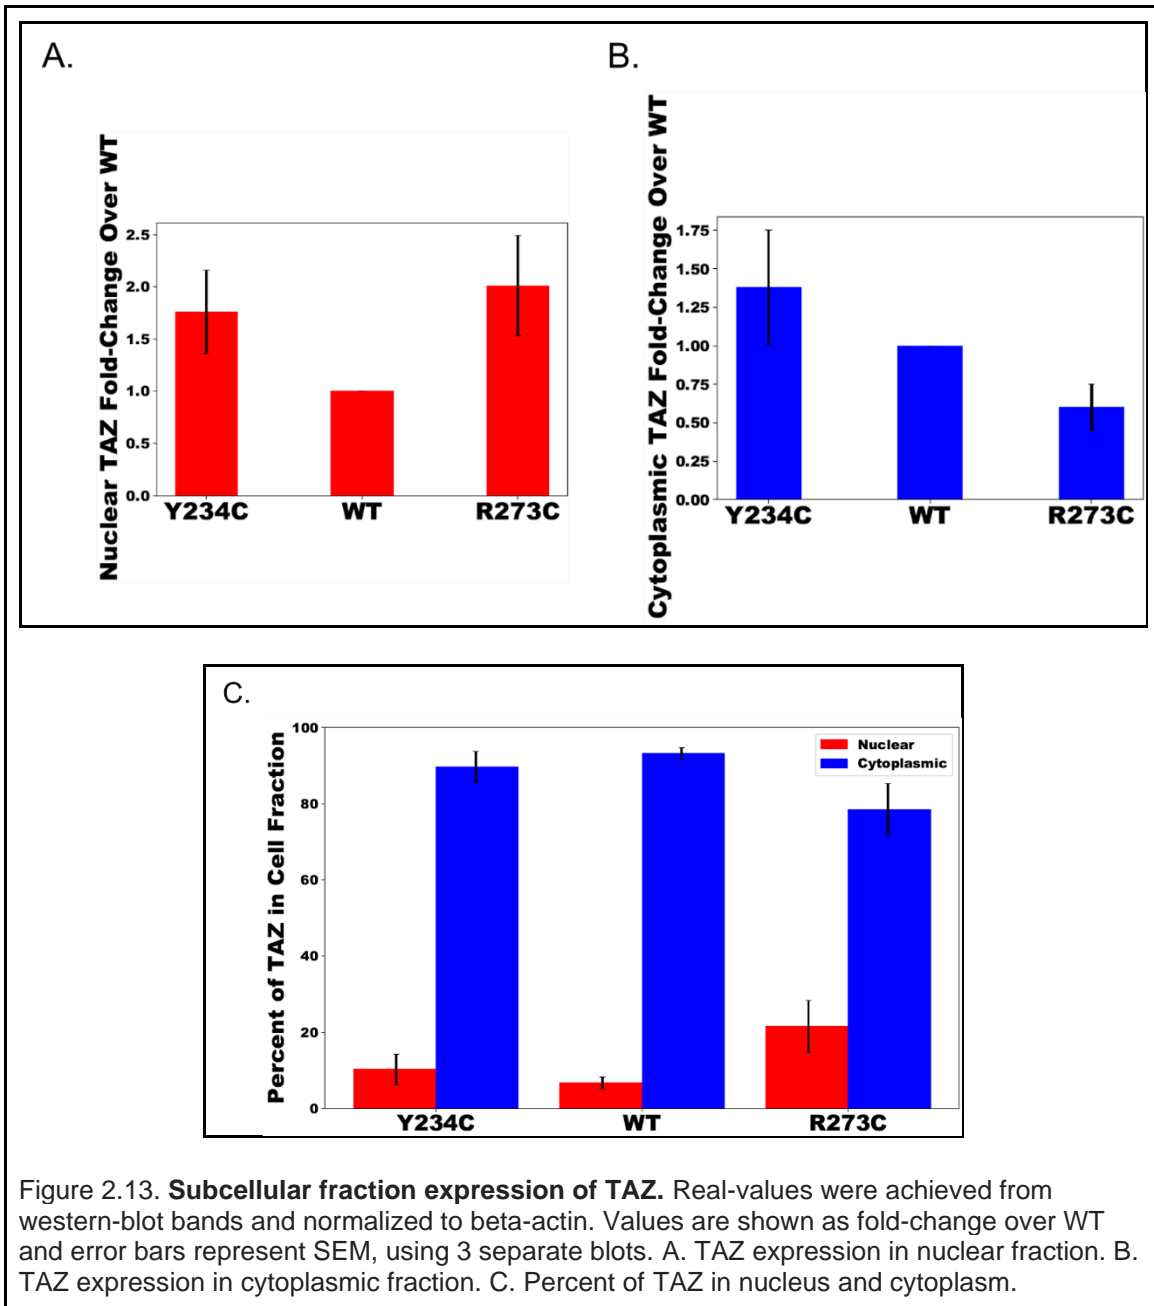 A.
Nuclear TAZ Fold-Change Over WT
2.5
2.0
1.5
1.0
0.5
0.0
Y234C WT R273C
B.
Cytoplasmic TAZ Fold-Change Over WT
1.75
1.50
1.25
1.00
0.75
0.50
0.25
0.00
Y234C WT R273C
C.
Percent of TAZ in Cell Fraction
100
80
60
40
20
0
Nuclear
Cytoplasmic
Y234C WT R273C
Figure 2.13. Subcellular fraction expression of TAZ. Real-values were achieved from
western-blot bands and normalized to beta-actin. Values are shown as fold-change over WT
and error bars represent SEM, using 3 separate blots. A. TAZ expression in nuclear fraction. B.
TAZ expression in cytoplasmic fraction. C. Percent of TAZ in nucleus and cytoplasm.